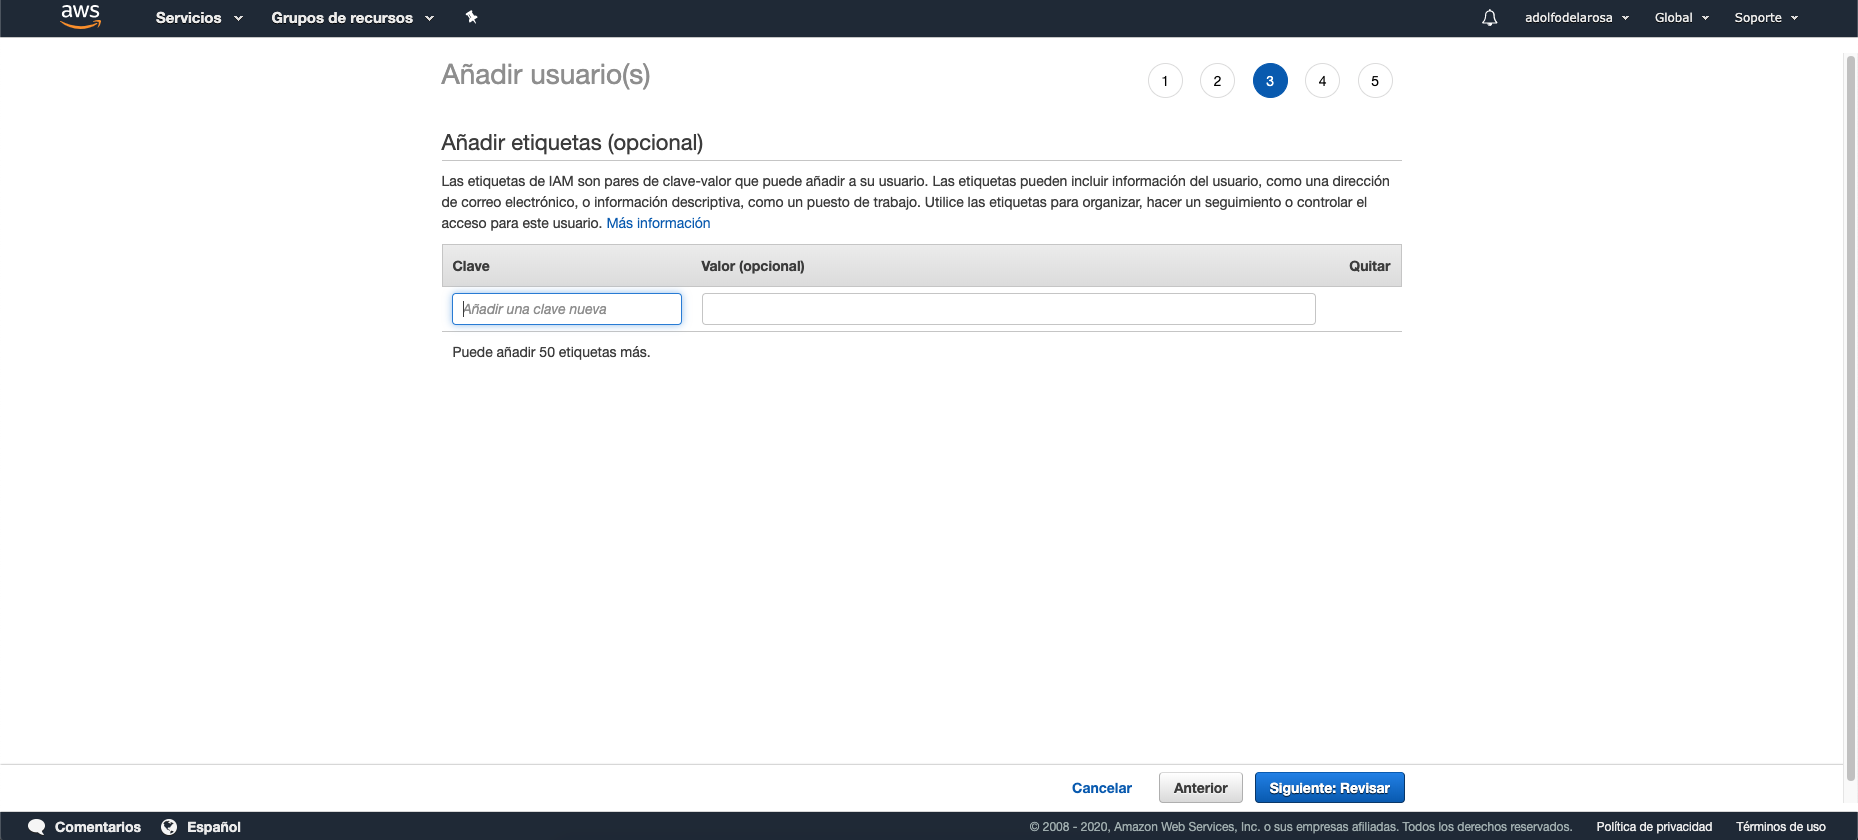 aws Servicios Grupos de recursos adolfodelarosa Global Soporte
Añadir usuario(s) 1 2 3 4 5
Añadir etiquetas (opcional)
Las etiquetas de IAM son pares de clave-valor que puede añadir a su usuario. Las etiquetas pueden incluir información del usuario, como una dirección
de correo electrónico, o información descriptiva, como un puesto de trabajo. Utilice las etiquetas para organizar, hacer un seguimiento o controlar el
acceso para este usuario. Más información
Clave Valor (opcional) Quitar
Añadir una clave nueva
Puede añadir 50 etiquetas más.
Cancelar Anterior Siguiente: Revisar
Comentarios Español © 2008 - 2020, Amazon Web Services, Inc. o sus empresas afiliadas. Todos los derechos reservados. Política de privacidad Términos de uso